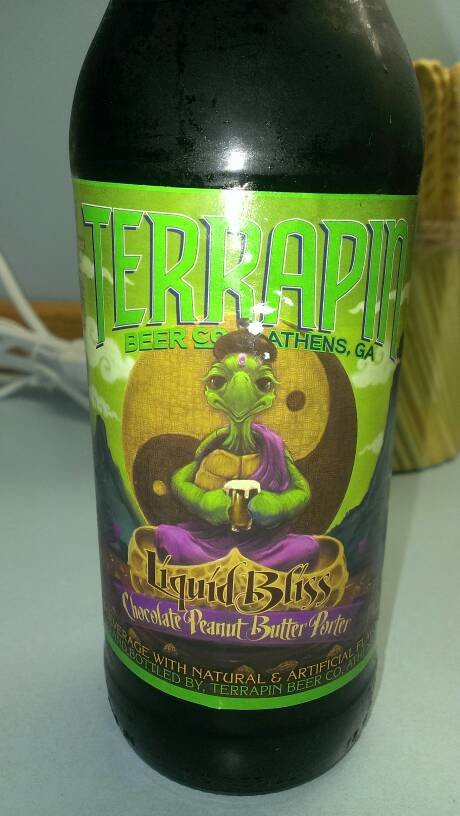 TERRAPIN
BEER CO. ATHENS, GA
Liquid Bliss
Chocolate Peanut Butter Porter
WITH NATURAL & ARTIFICIAL
BOTTLED BY, TERRAPIN BEER CO.